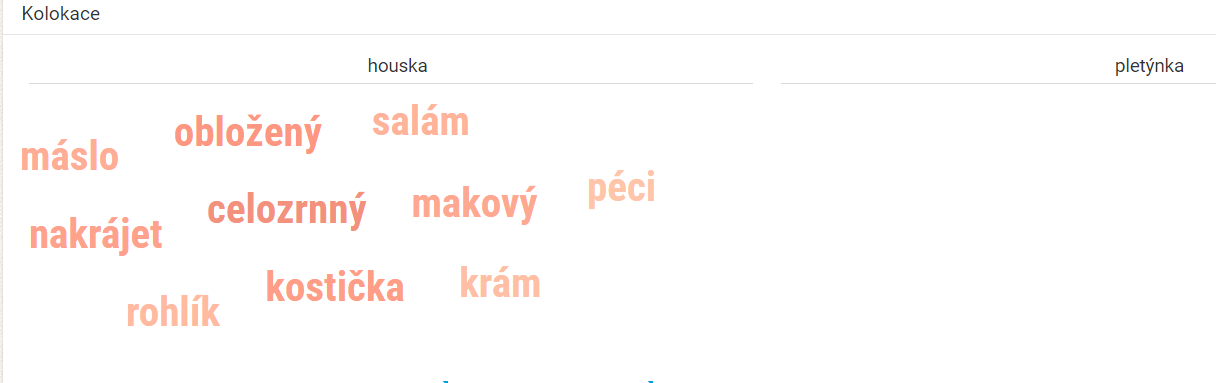 Kolokace
houska
pletýnka
salám
obložený
máslo
péci
makový
celozrnný
nakrájet
krám
kostička
rohlík